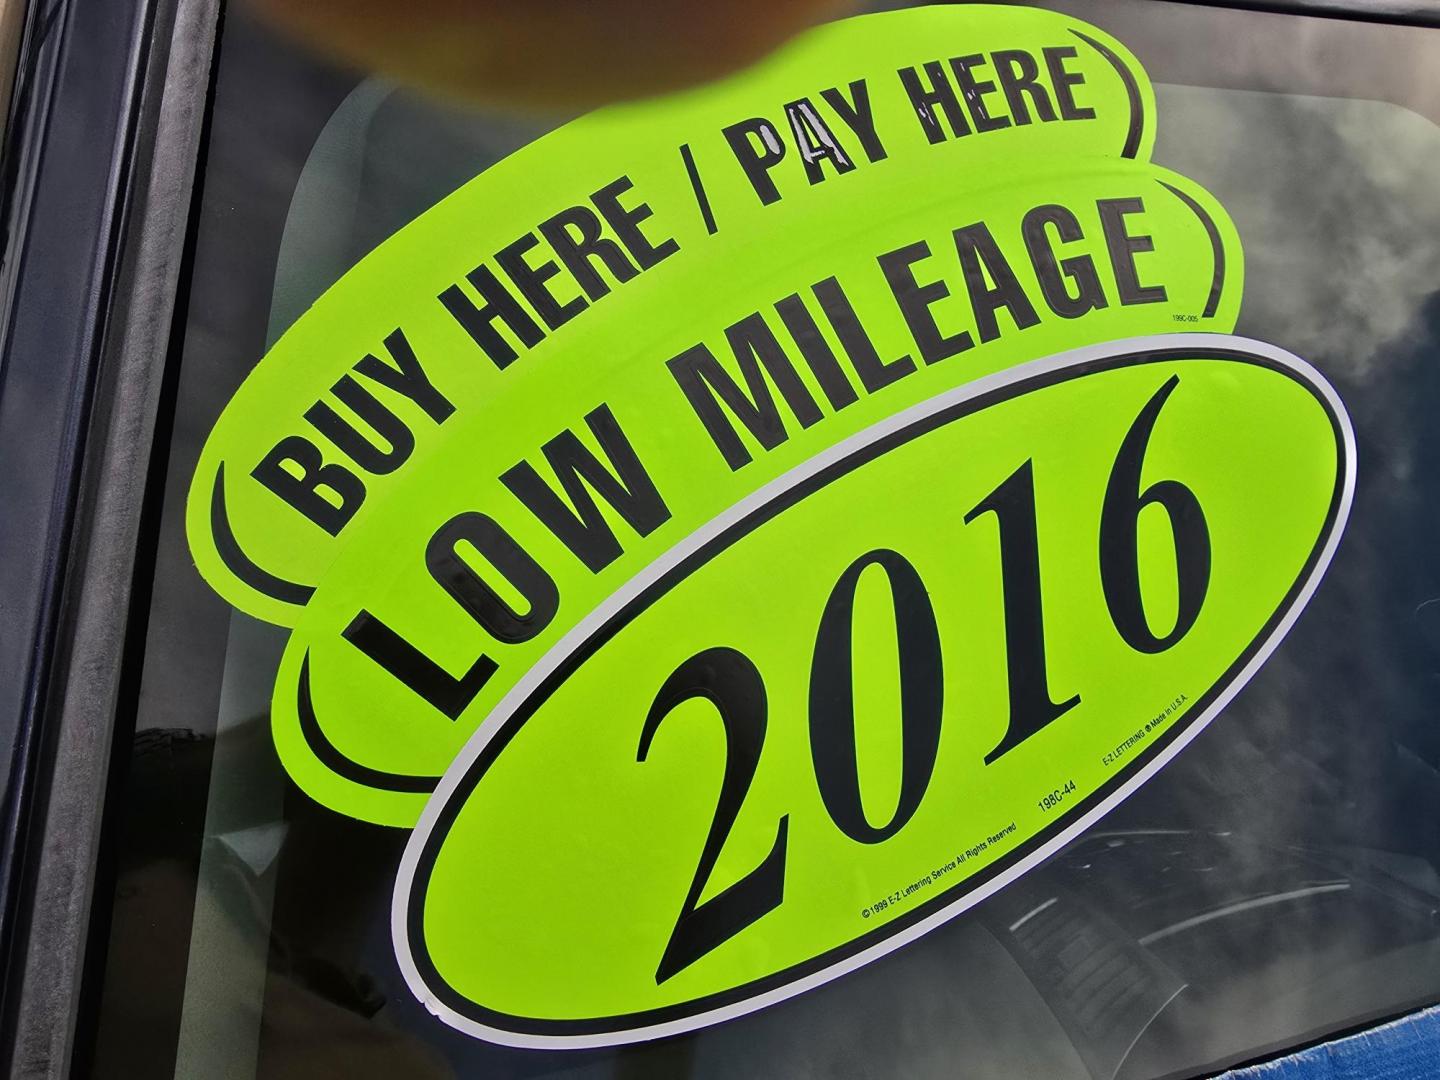 BUY HERE / PAY HERE
LOW MILEAGE
199C-005
2016
©1999 E-Z Lettering Service All Rights Reserved
198C-44
E-Z LETTERING ® Made in U.S.A.